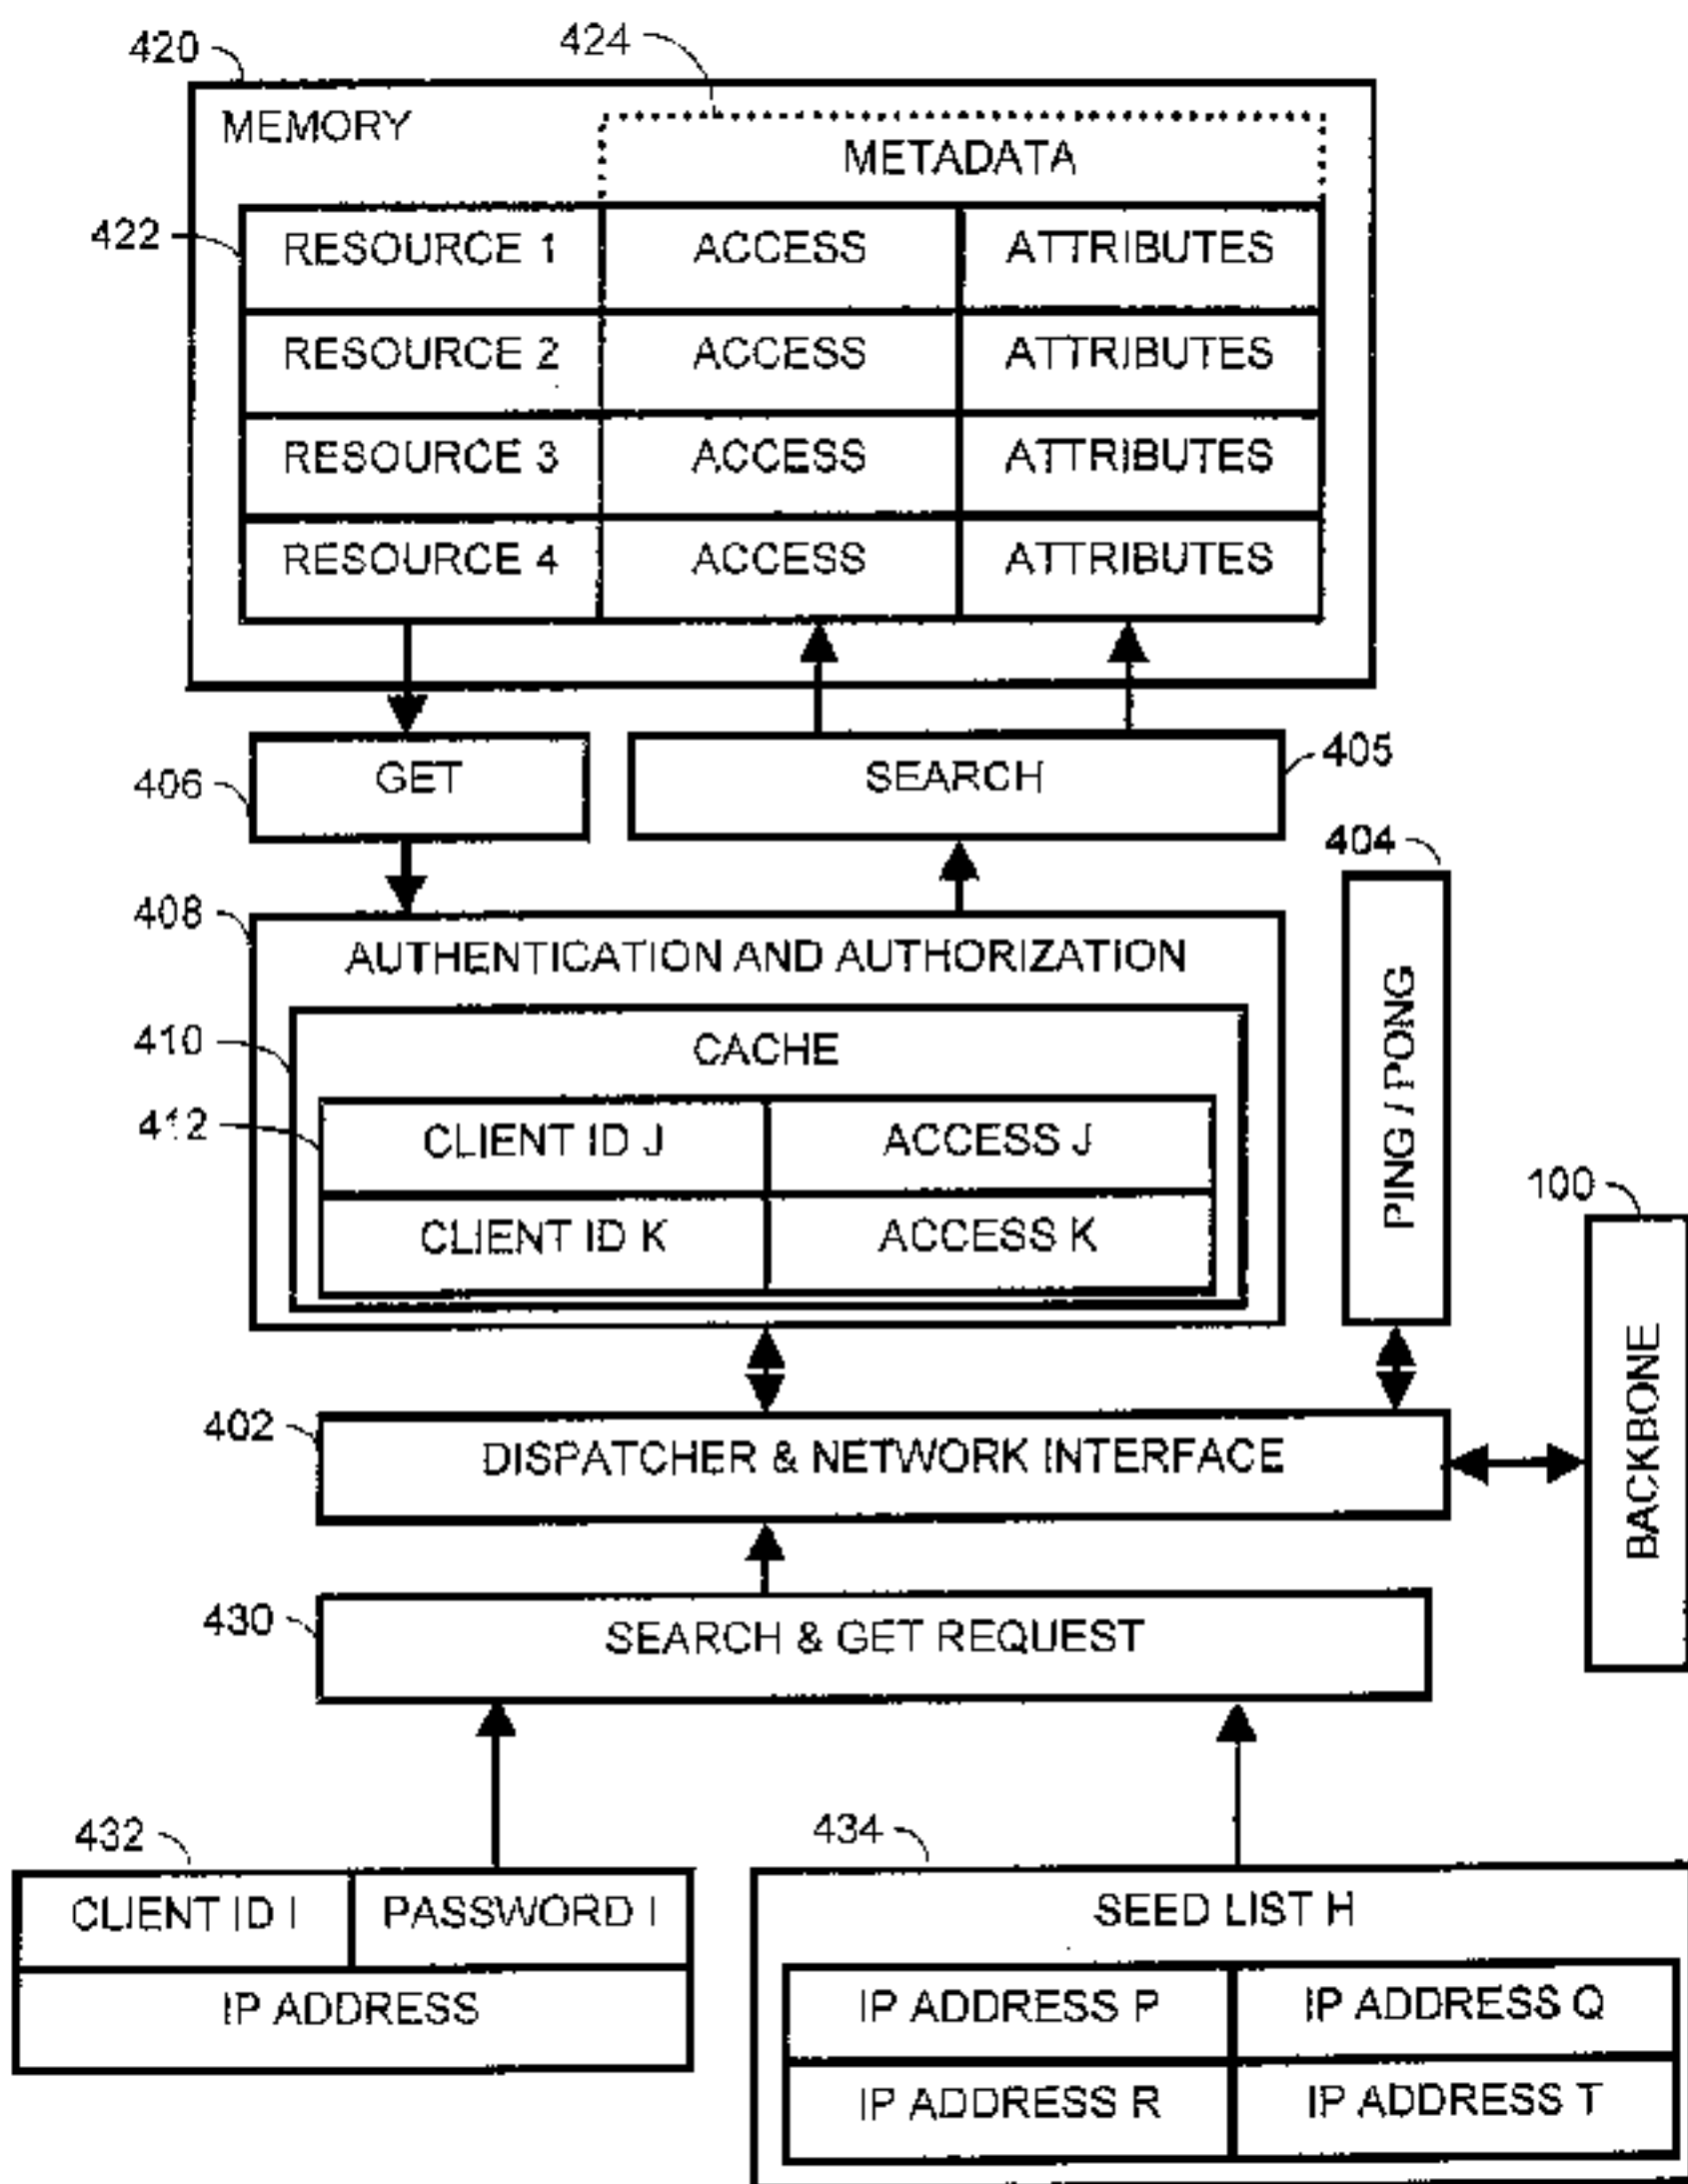 420
424
MEMORY
METADATA
422
RESOURCE 1 ACCESS ATTRIBUTES
RESOURCE 2 ACCESS ATTRIBUTES
RESOURCE 3 ACCESS ATTRIBUTES
RESOURCE 4 ACCESS ATTRIBUTES
406
GET
SEARCH
405
404
PING / PONG
408
AUTHENTICATION AND AUTHORIZATION
410
CACHE
412
CLIENT ID J ACCESS J
CLIENT ID K ACCESS K
100
BACKBONE
402
DISPATCHER & NETWORK INTERFACE
430
SEARCH & GET REQUEST
432
CLIENT ID I PASSWORD I
IP ADDRESS
434
SEED LIST H
IP ADDRESS P IP ADDRESS Q
IP ADDRESS R IP ADDRESS T